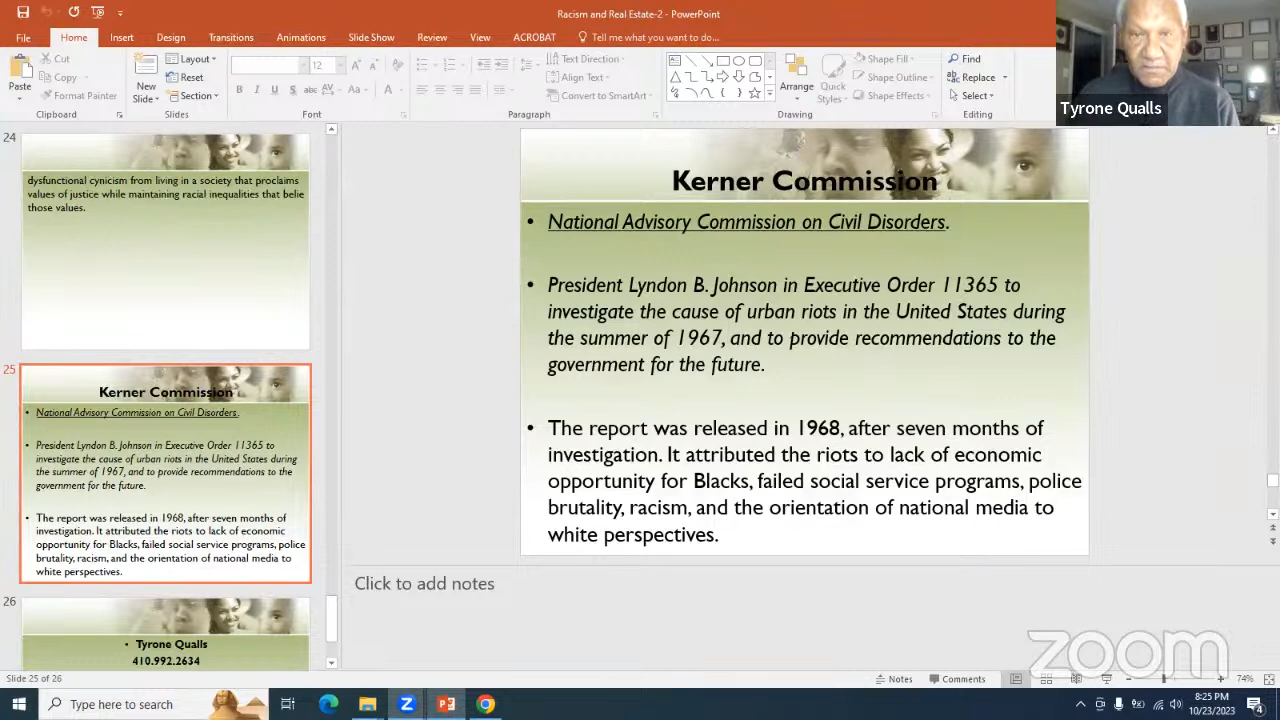 Racism and Real Estate-2 - PowerPoint
File Home Insert Design Transitions Animations Slide Show Review View ACROBAT Tell me what you want to do...
Paste
Cut
Copy
Format Painter
Clipboard
New
Slide
Layout
Reset
Section
Slides
12
Font
Text Direction
Align Text
Convert to SmartArt
Paragraph
Arrange
Quick
Styles
Shape Fill
Shape Outline
Shape Effects
Drawing
Find
Replace
Select
Editing
Tyrone Qualls
24
dysfunctional cynicism from living in a society that proclaims
values of justice while maintaining racial inequalities that belie
those values.
25
Kerner Commission
• National Advisory Commission on Civil Disorders.
• President Lyndon B. Johnson in Executive Order 11365 to
investigate the cause of urban riots in the United States during
the summer of 1967, and to provide recommendations to the
government for the future.
• The report was released in 1968, after seven months of
investigation. It attributed the riots to lack of economic
opportunity for Blacks, failed social service programs, police
brutality, racism, and the orientation of national media to
white perspectives.
26
• Tyrone Qualls
410.992.2634
Kerner Commission
• National Advisory Commission on Civil Disorders.
• President Lyndon B. Johnson in Executive Order 11365 to
investigate the cause of urban riots in the United States during
the summer of 1967, and to provide recommendations to the
government for the future.
• The report was released in 1968, after seven months of
investigation. It attributed the riots to lack of economic
opportunity for Blacks, failed social service programs, police
brutality, racism, and the orientation of national media to
white perspectives.
Click to add notes
zoom
Slide 25 of 26
Notes
Comments
74%
Type here to search
8:25 PM
10/23/2023
4